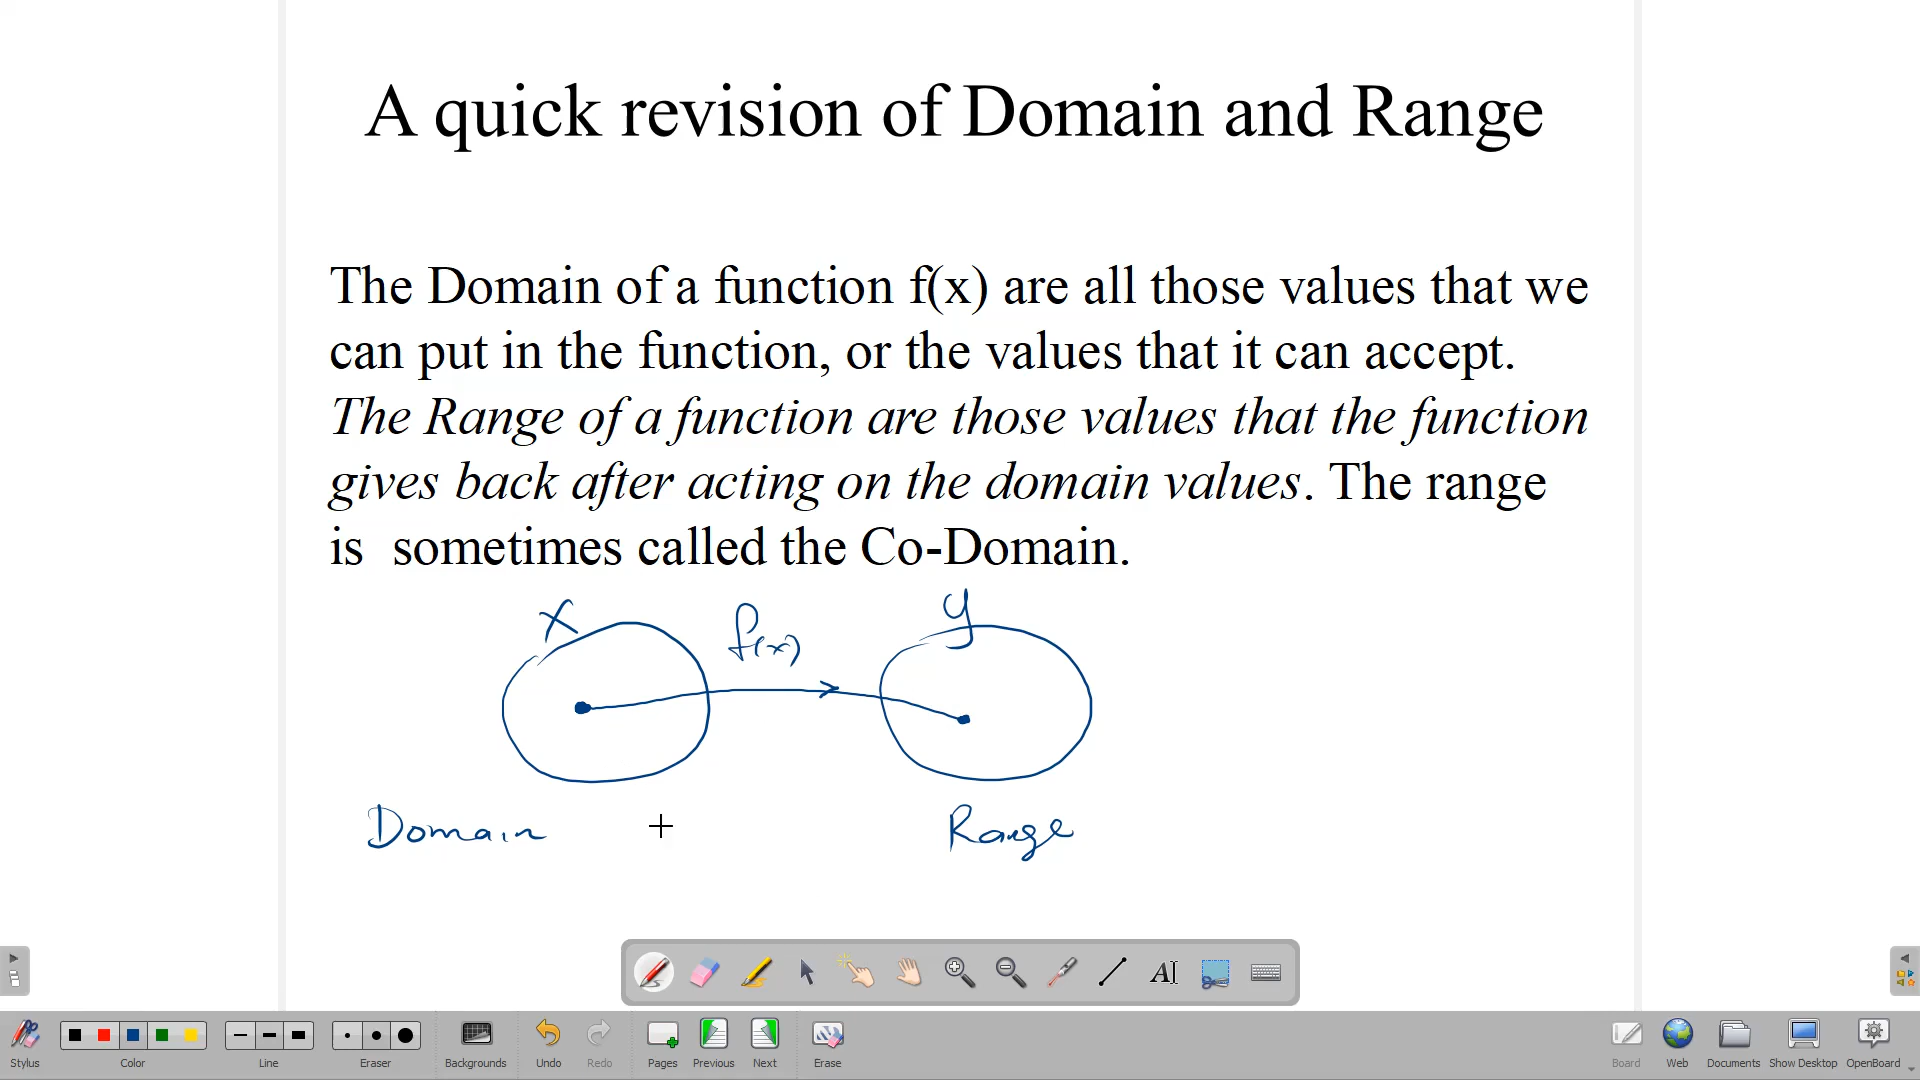 A quick revision of Domain and Range
The Domain of a function f(x) are all those values that we
can put in the function, or the values that it can accept.
The Range of a function are those values that the function
gives back after acting on the domain values. The range
is sometimes called the Co-Domain.
x f(x) y
Domain Range
Stylus Color Line Eraser Backgrounds Undo Redo Pages Previous Next Erase Board Web Documents Show Desktop OpenBoard